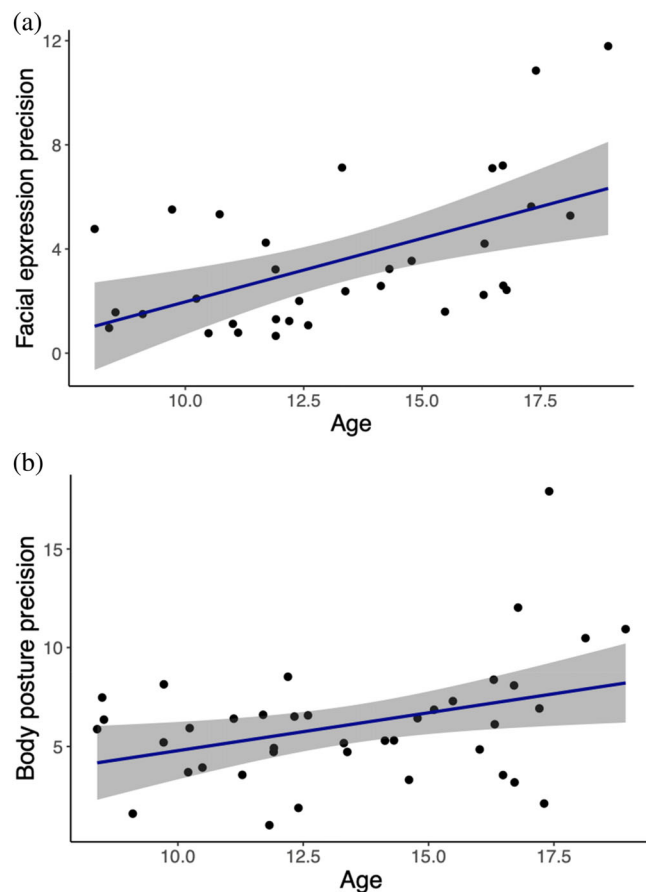 (a)
12
8
4
0
Facial epxression precision
10.0 12.5 15.0 17.5
Age
(b)
15
10
5
Body posture precision
10.0 12.5 15.0 17.5
Age